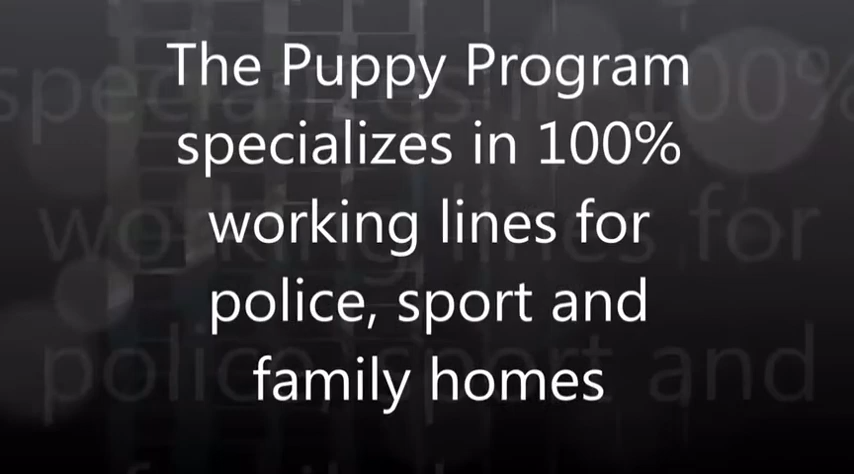 The Puppy Program
specializes in 100%
working lines for
police, sport and
family homes